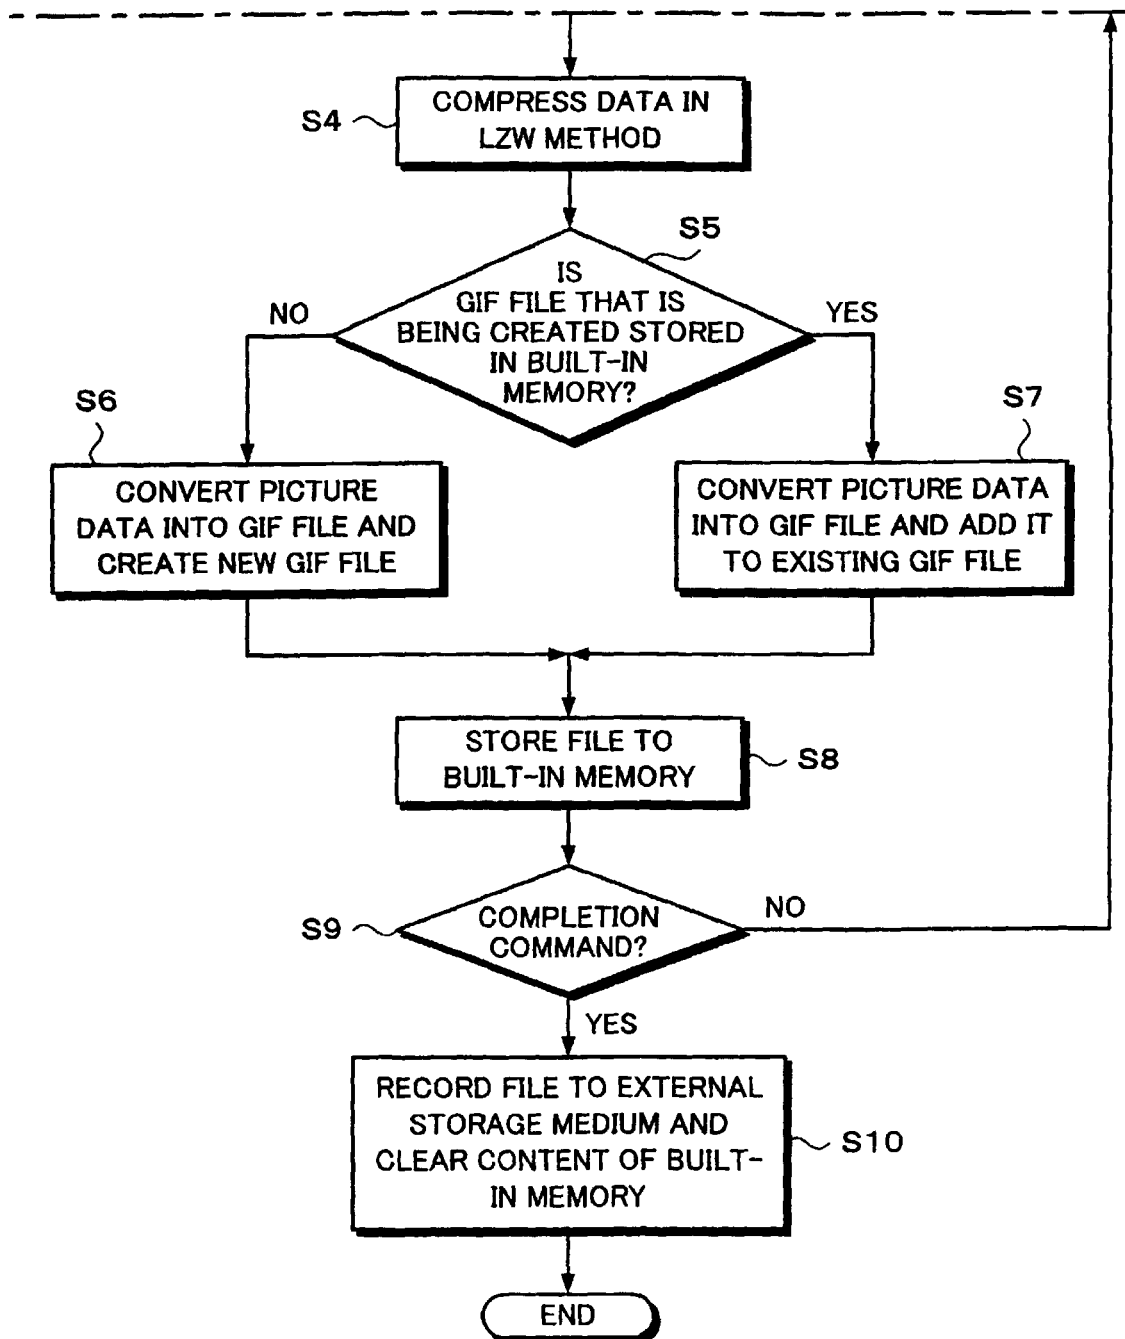 S4
COMPRESS DATA IN
LZW METHOD
S5
IS
GIF FILE THAT IS
BEING CREATED STORED
IN BUILT-IN
MEMORY?
NO
YES
S6
CONVERT PICTURE
DATA INTO GIF FILE AND
CREATE NEW GIF FILE
S7
CONVERT PICTURE DATA
INTO GIF FILE AND ADD IT
TO EXISTING GIF FILE
STORE FILE TO
BUILT-IN MEMORY
S8
S9
COMPLETION
COMMAND?
NO
YES
RECORD FILE TO EXTERNAL
STORAGE MEDIUM AND
CLEAR CONTENT OF BUILT-
IN MEMORY
S10
END